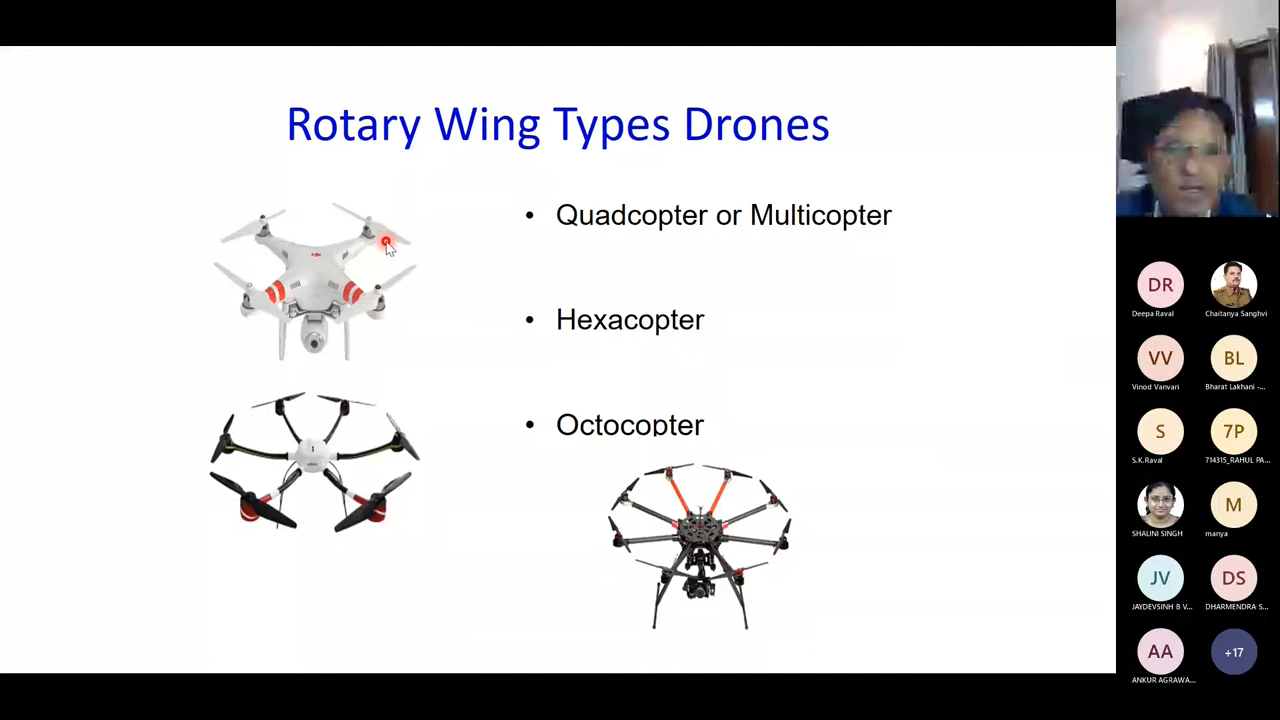 Rotary Wing Types Drones
• Quadcopter or Multicopter
• Hexacopter
• Octocopter
DR
Deepa Raval
Chaitanya Sanghvi
VV
Vinod Vanvari
BL
Bharat Lakhani -...
S
S.K.Raval
7P
714315_RAHUL PA...
SHALINI SINGH
M
manya
JV
JAYDEVSINH B V...
DS
DHARMENDRA S...
AA
ANKUR AGRAWA...
+17